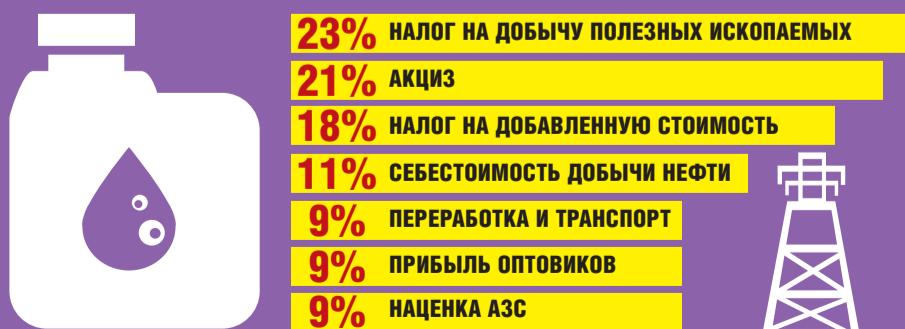 23% НАЛОГ НА ДОБЫЧУ ПОЛЕЗНЫХ ИСКОПАЕМЫХ
21% АКЦИЗ
18% НАЛОГ НА ДОБАВЛЕННУЮ СТОИМОСТЬ
11% СЕБЕСТОИМОСТЬ ДОБЫЧИ НЕФТИ
9% ПЕРЕРАБОТКА И ТРАНСПОРТ
9% ПРИБЫЛЬ ОПТОВИКОВ
9% НАЦЕНКА АЗС